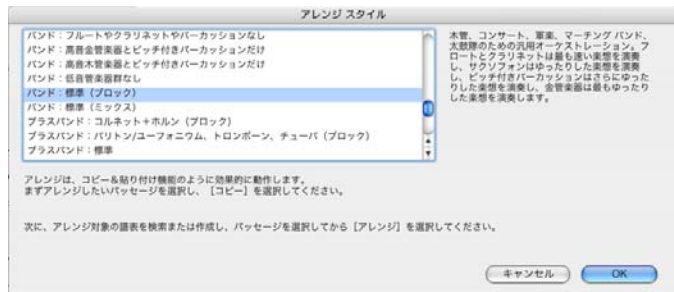 アレンジ スタイル
バンド：フルートやクラリネットやパーカッションなし
バンド：高音金管楽器とピッチ付きパーカッションだけ
バンド：高音木管楽器とピッチ付きパーカッションだけ
バンド：低音管楽器群なし
バンド：標準（ブロック）
バンド：標準（ミックス）
ブラスバンド：コルネット＋ホルン（ブロック）
ブラスバンド：バリトン/ユーフォニウム、トロンボーン、チューバ（ブロック）
ブラスバンド：標準
木管、コンサート、軍楽、マーチング バンド、
太鼓隊のための汎用オーケストレーション。フ
ロートとクラリネットは最も速い楽想を演奏
し、サクソフォンはゆったりした楽想を演奏
し、ピッチ付きパーカッションはさらにゆった
りした楽想を演奏し、金管楽器は最もゆったり
した楽想を演奏します。
アレンジは、コピー＆貼り付け機能のように効果的に動作します。
まずアレンジしたいパッセージを選択し、［コピー］を選択してください。
次に、アレンジ対象の譜表を検索または作成し、パッセージを選択してから［アレンジ］を選択してください。
キャンセル
OK